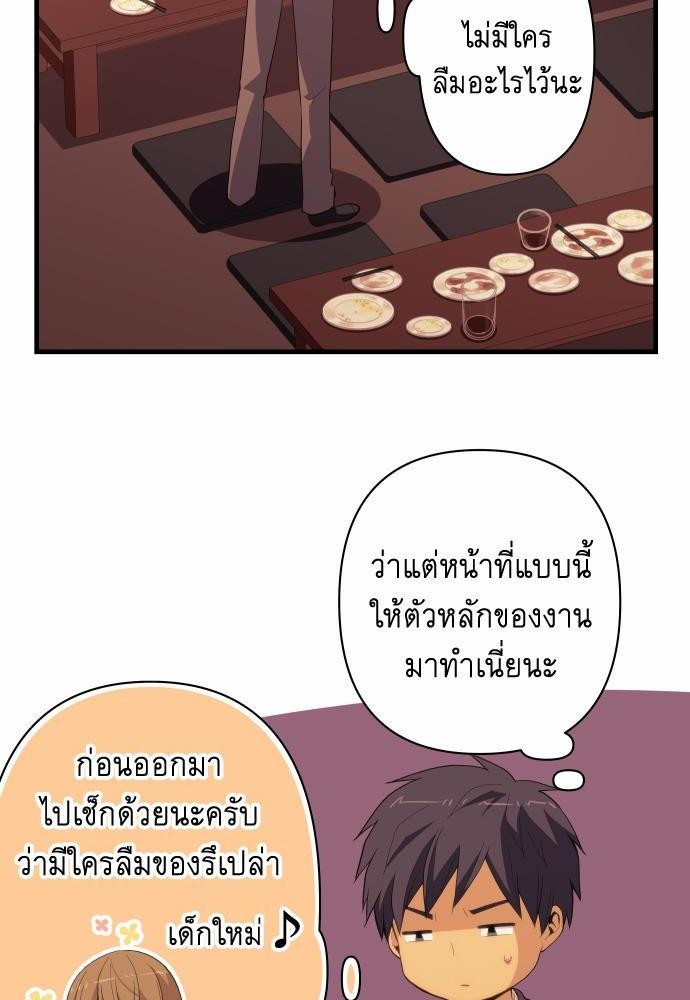 ไม่มีใคร
ลืมอะไรไว้นะ
ว่าแต่หน้าที่แบบนี้
ให้ตัวหลักของงาน
มาทำเนี่ยนะ
ก่อนออกมา
ไปเช็กด้วยนะครับ
ว่ามีใครลืมของรึเปล่า
เด็กใหม่ ♪